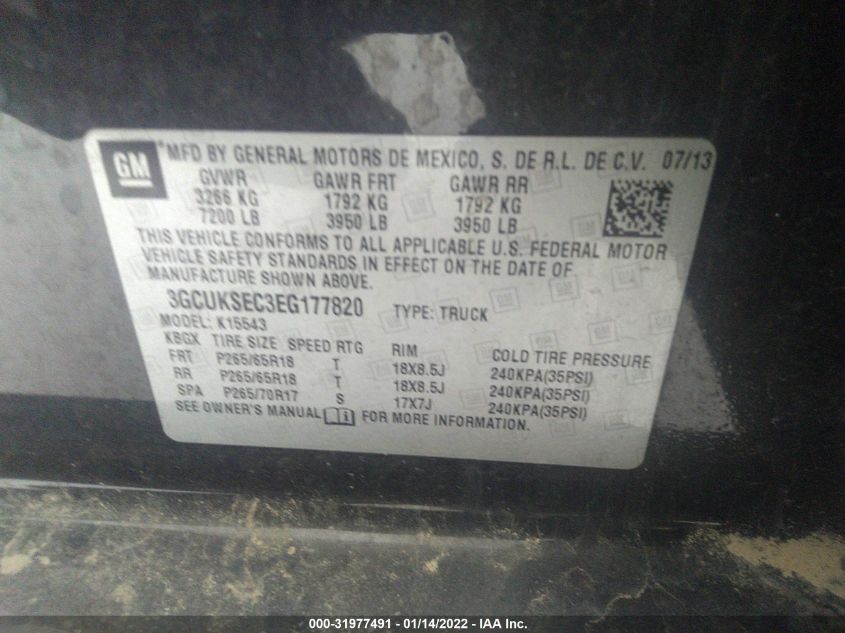 GM ® MFD BY GENERAL MOTORS DE MEXICO, S. DE R.L. DE C.V. 07/13
GVWR GAWR FRT GAWR RR
3266 KG 1792 KG 1792 KG
7200 LB 3950 LB 3950 LB
THIS VEHICLE CONFORMS TO ALL APPLICABLE U.S. FEDERAL MOTOR
VEHICLE SAFETY STANDARDS IN EFFECT ON THE DATE OF
MANUFACTURE SHOWN ABOVE.
3GCUKSEC3EG177820 TYPE: TRUCK
MODEL: K15543
KBGX TIRE SIZE SPEED RTG RIM COLD TIRE PRESSURE
FRT P265/65R18 T 18X8.5J 240KPA(35PSI)
RR P265/65R18 T 18X8.5J 240KPA(35PSI)
SPA P265/70R17 S 17X7J 240KPA(35PSI)
SEE OWNER'S MANUAL FOR MORE INFORMATION.
000-31977491 - 01/14/2022 - IAA Inc.